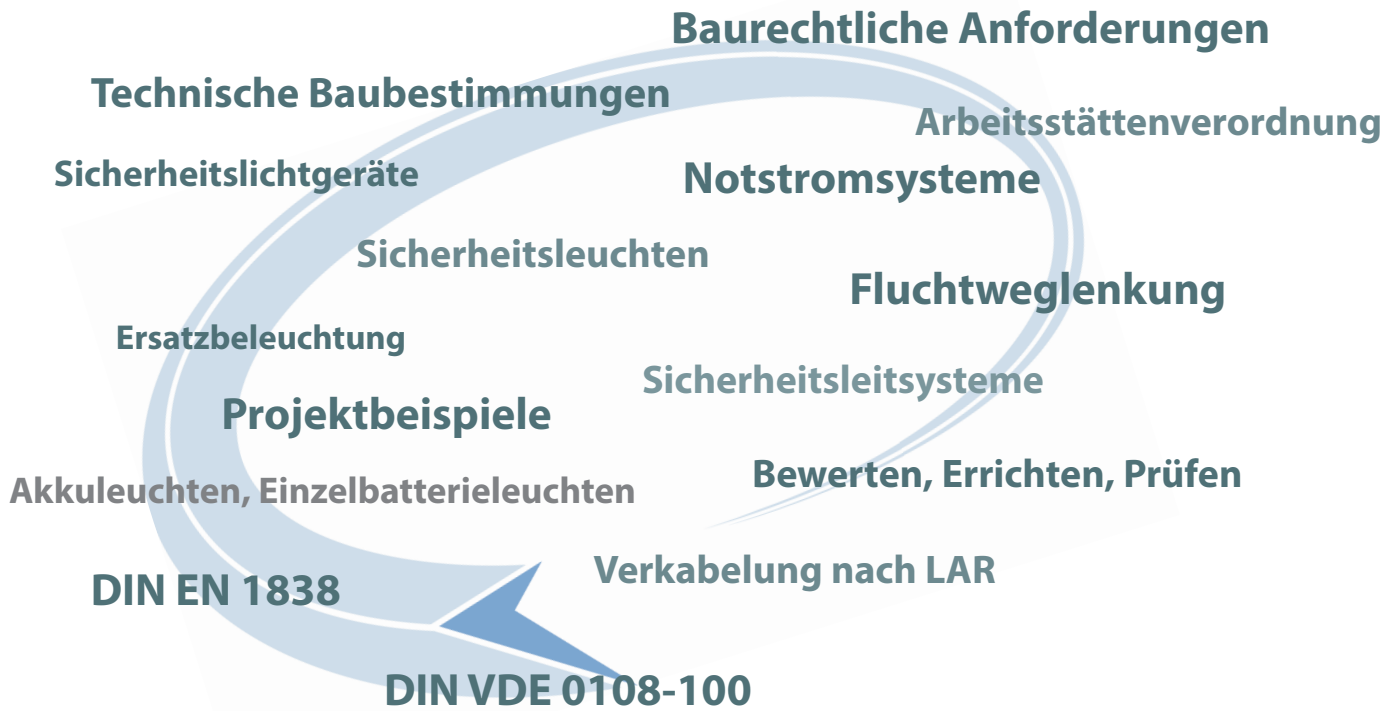 Baurechtliche Anforderungen
Technische Baubestimmungen
Arbeitsstättenverordnung
Sicherheitslichtgeräte
Notstromsysteme
Sicherheitsleuchten
Fluchtweglenkung
Ersatzbeleuchtung
Sicherheitsleitsysteme
Projektbeispiele
Bewerten, Errichten, Prüfen
Akkuleuchten, Einzelbatterieleuchten
Verkabelung nach LAR
DIN EN 1838
DIN VDE 0108-100